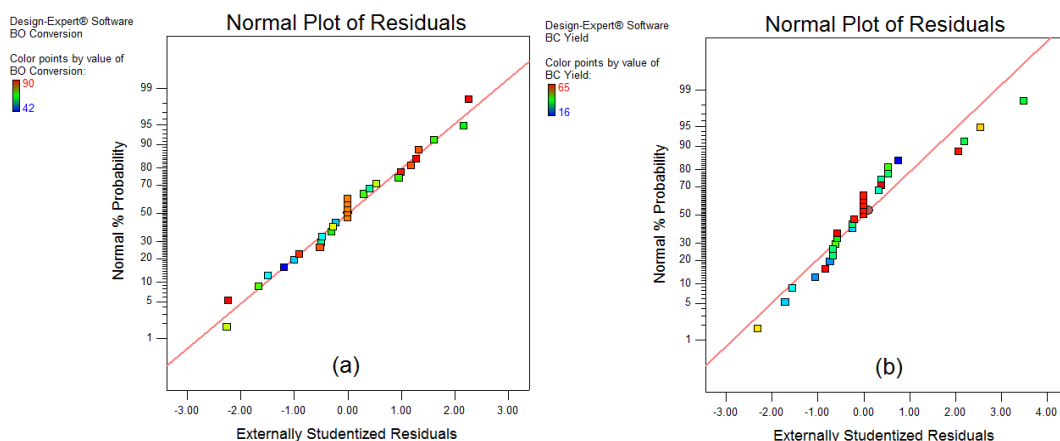 Design-Expert® Software
BO Conversion
Color points by value of
BO Conversion:
90
42
Normal Plot of Residuals
Normal % Probability
99
95
90
80
70
50
30
20
10
5
1
(a)
-3.00 -2.00 -1.00 0.00 1.00 2.00 3.00
Externally Studentized Residuals
Design-Expert® Software
BC Yield
Color points by value of
BC Yield:
65
16
Normal Plot of Residuals
Normal % Probability
99
95
90
80
70
50
30
20
10
5
1
(b)
-3.00 -2.00 -1.00 0.00 1.00 2.00 3.00 4.00
Externally Studentized Residuals